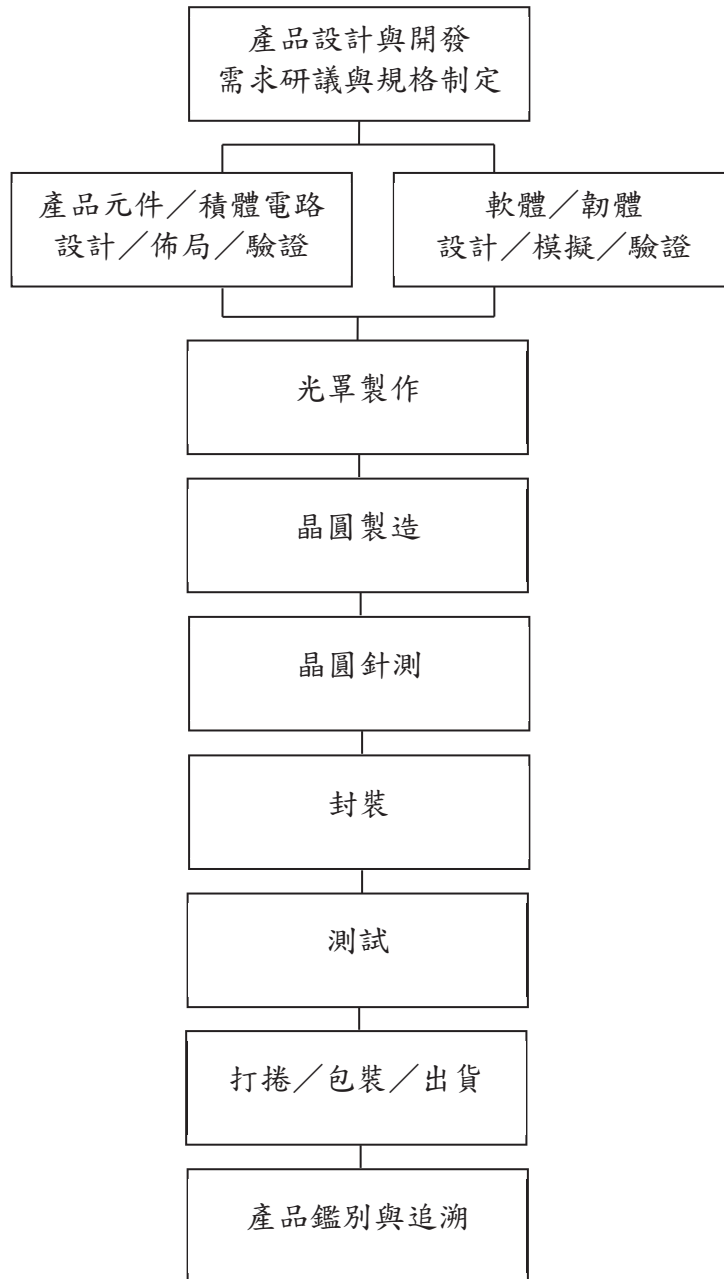 產品設計與開發
需求研議與規格制定
產品元件／積體電路
設計／佈局／驗證
軟體／韌體
設計／模擬／驗證
光罩製作
晶圓製造
晶圓針測
封裝
測試
打捲／包裝／出貨
產品鑑別與追溯